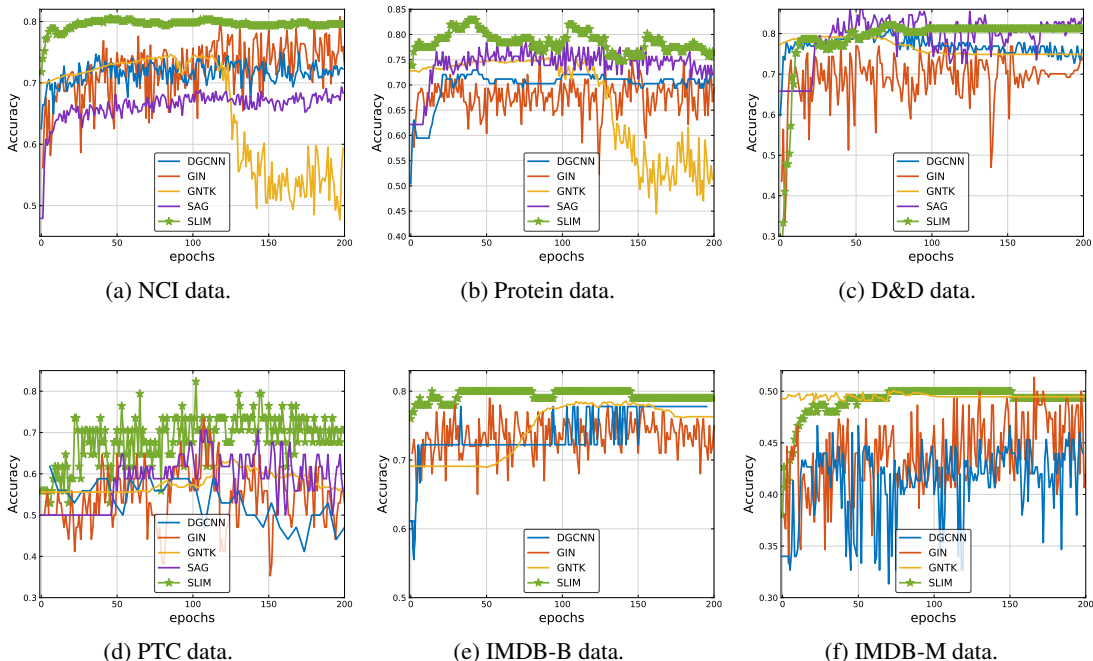 0.8
0.7
0.6
0.5
Accuracy
0 50 100 150 200
epochs
DGCNN
GIN
GNTK
SAG
SLIM
(a) NCI data.
0.85
0.80
0.75
0.70
0.65
0.60
0.55
0.50
0.45
0.40
Accuracy
0 50 100 150 200
epochs
DGCNN
GIN
GNTK
SAG
SLIM
(b) Protein data.
0.8
0.7
0.6
0.5
0.4
0.3
Accuracy
0 50 100 150 200
epochs
DGCNN
GIN
GNTK
SAG
SLIM
(c) D&D data.
0.8
0.7
0.6
0.5
0.4
0.3
Accuracy
0 50 100 150 200
epochs
DGCNN
GIN
GNTK
SAG
SLIM
(d) PTC data.
0.8
0.7
0.6
0.5
Accuracy
0 50 100 150 200
epochs
DGCNN
GIN
GNTK
SLIM
(e) IMDB-B data.
0.50
0.45
0.40
0.35
0.30
Accuracy
0 50 100 150 200
epochs
DGCNN
GIN
GNTK
SLIM
(f) IMDB-M data.